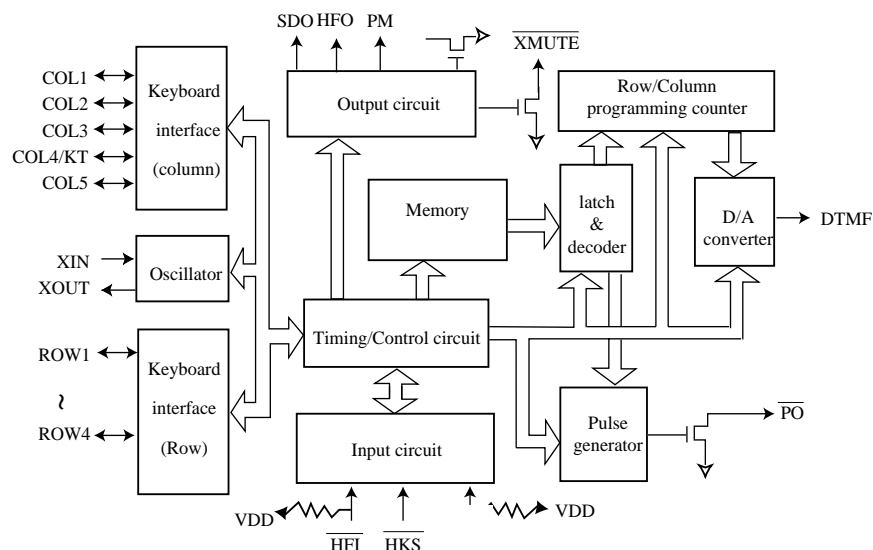 SDO HFO PM
XMUTE
COL1
COL2
COL3
COL4/KT
COL5
Keyboard
interface
(column)
Output circuit
Row/Column
programming counter
Memory
latch
&
decoder
D/A
converter
DTMF
XIN
XOUT
Oscillator
Timing/Control circuit
ROW1
~
ROW4
Keyboard
interface
(Row)
Input circuit
Pulse
generator
PO
VDD
VDD
HFI HKS